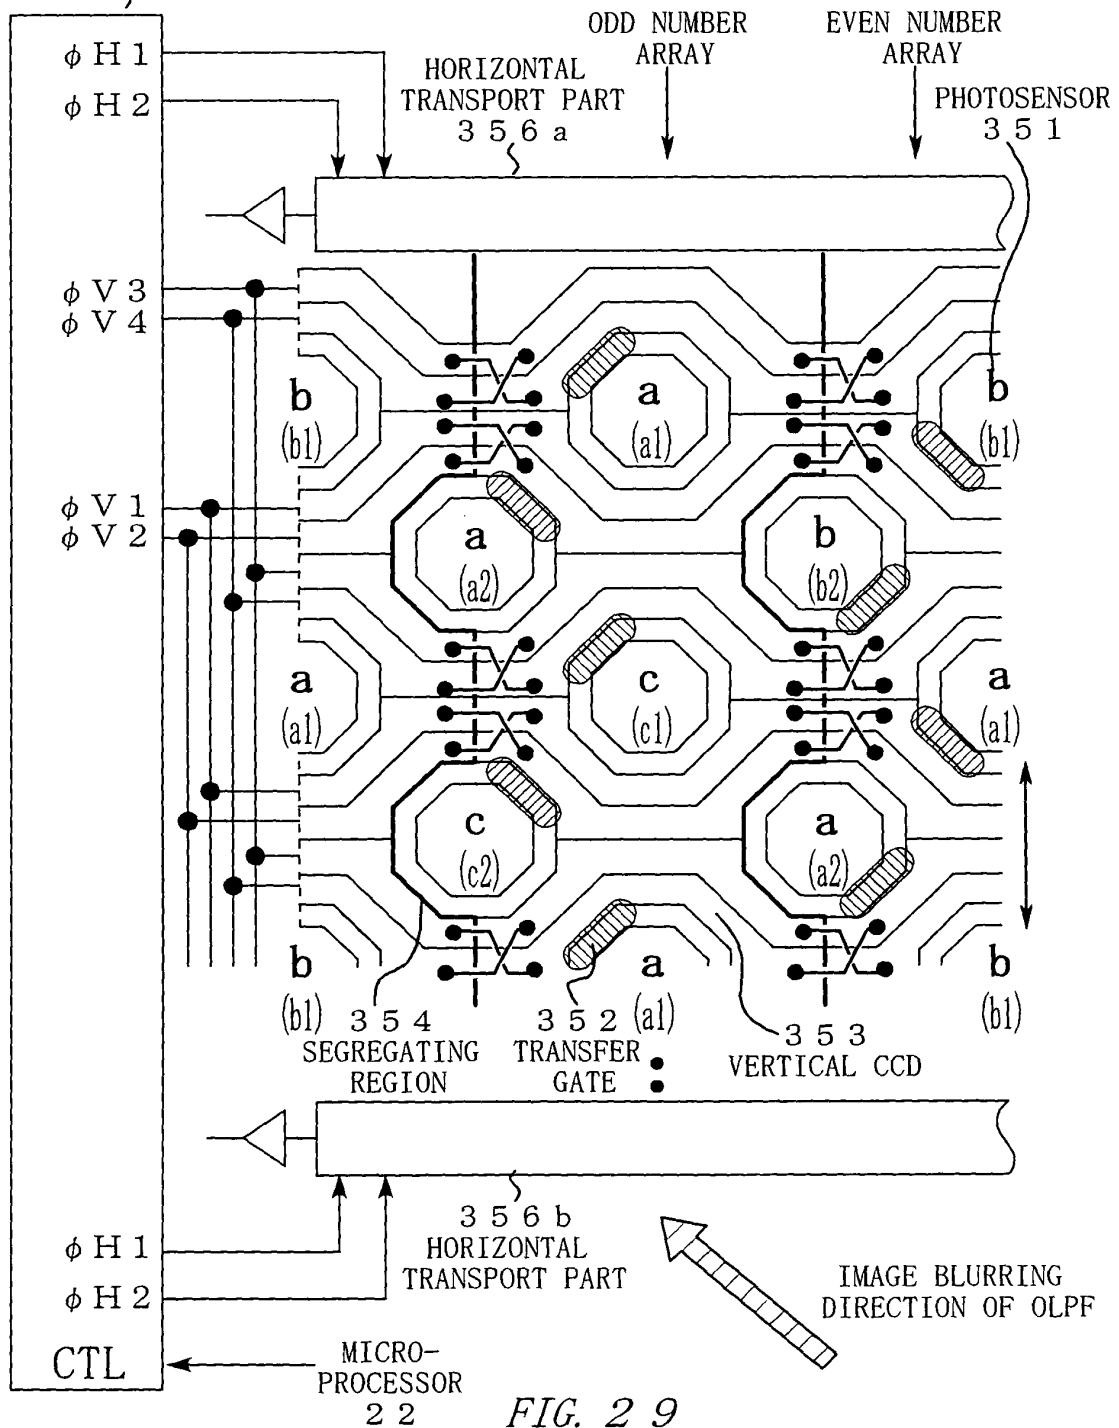 φH1
φH2
HORIZONTAL
TRANSPORT PART
356a
ODD NUMBER
ARRAY
EVEN NUMBER
ARRAY
PHOTOSENSOR
351
φV3
φV4
b
(b1)
a
(a1)
b
(b1)
φV1
φV2
a
(a2)
b
(b2)
a
(a1)
c
(c1)
a
(a1)
c
(c2)
a
(a2)
b
(b1)
a
(a1)
b
(b1)
354
SEGREGATING
REGION
352
TRANSFER
GATE
353
VERTICAL CCD
356b
HORIZONTAL
TRANSPORT PART
φH1
φH2
IMAGE BLURRING
DIRECTION OF OLPF
CTL
MICRO-
PROCESSOR
22
FIG. 29